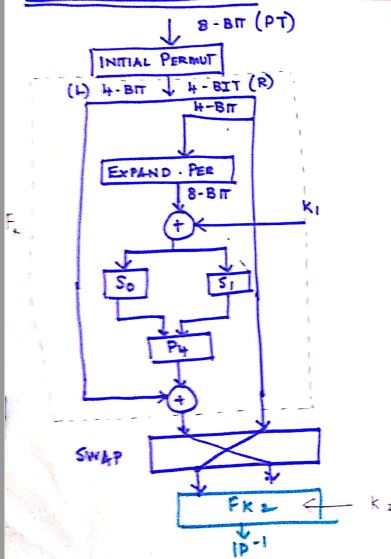 8-BIT (PT)
INITIAL PERMUT
(L) 4-BIT 4-BIT (R)
4-BIT
EXPAND. PER
8-BIT
+
K1
S0
S1
P4
+
SWAP
FK2
K2
IP-1